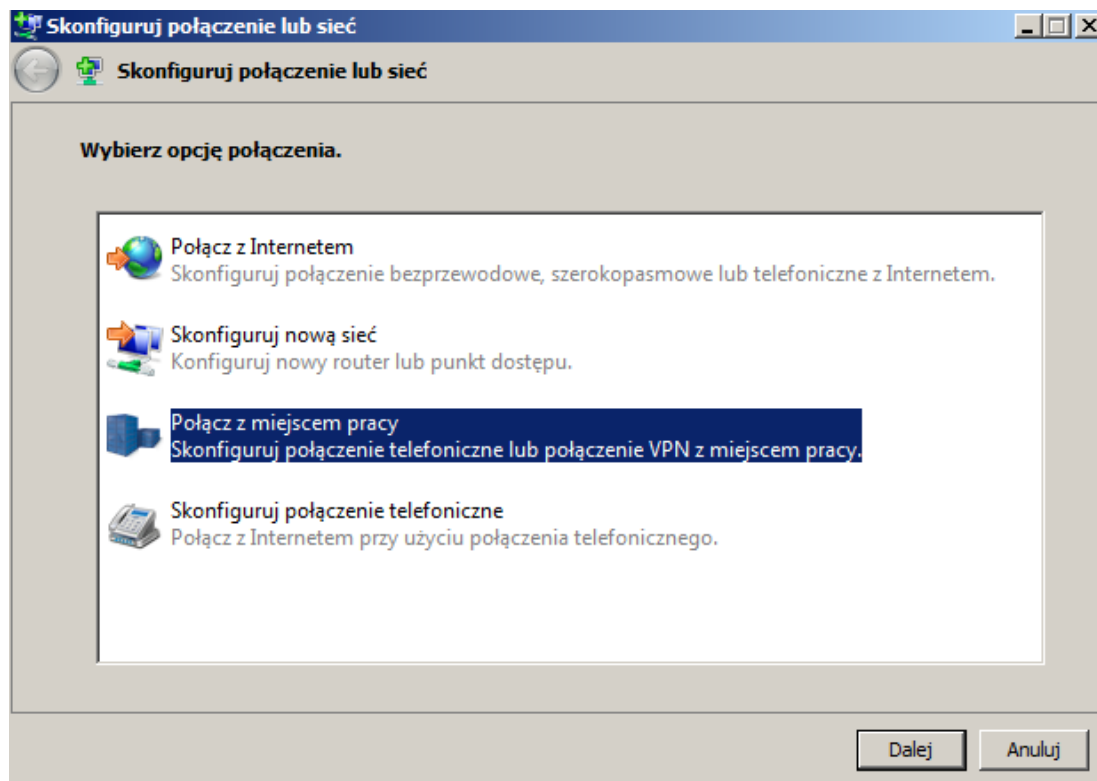 Skonfiguruj połączenie lub sieć
Skonfiguruj połączenie lub sieć
Wybierz opcję połączenia.
Połącz z Internetem
Skonfiguruj połączenie bezprzewodowe, szerokopasmowe lub telefoniczne z Internetem.
Skonfiguruj nową sieć
Konfiguruj nowy router lub punkt dostępu.
Połącz z miejscem pracy
Skonfiguruj połączenie telefoniczne lub połączenie VPN z miejscem pracy.
Skonfiguruj połączenie telefoniczne
Połącz z Internetem przy użyciu połączenia telefonicznego.
Dalej Anuluj